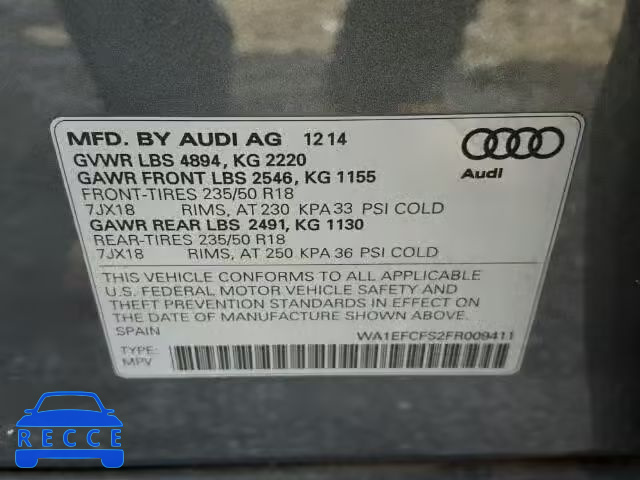 MFD. BY AUDI AG 12 14
GVWR LBS 4894, KG 2220
GAWR FRONT LBS 2546, KG 1155
FRONT-TIRES 235/50 R18
7JX18 RIMS, AT 230 KPA 33 PSI COLD
GAWR REAR LBS 2491, KG 1130
REAR-TIRES 235/50 R18
7JX18 RIMS, AT 250 KPA 36 PSI COLD
Audi
THIS VEHICLE CONFORMS TO ALL APPLICABLE
U.S. FEDERAL MOTOR VEHICLE SAFETY AND
THEFT PREVENTION STANDARDS IN EFFECT ON
THE DATE OF MANUFACTURE SHOWN ABOVE.
SPAIN
WA1EFCFS2FR009411
TYPE:
MPV
RECCE